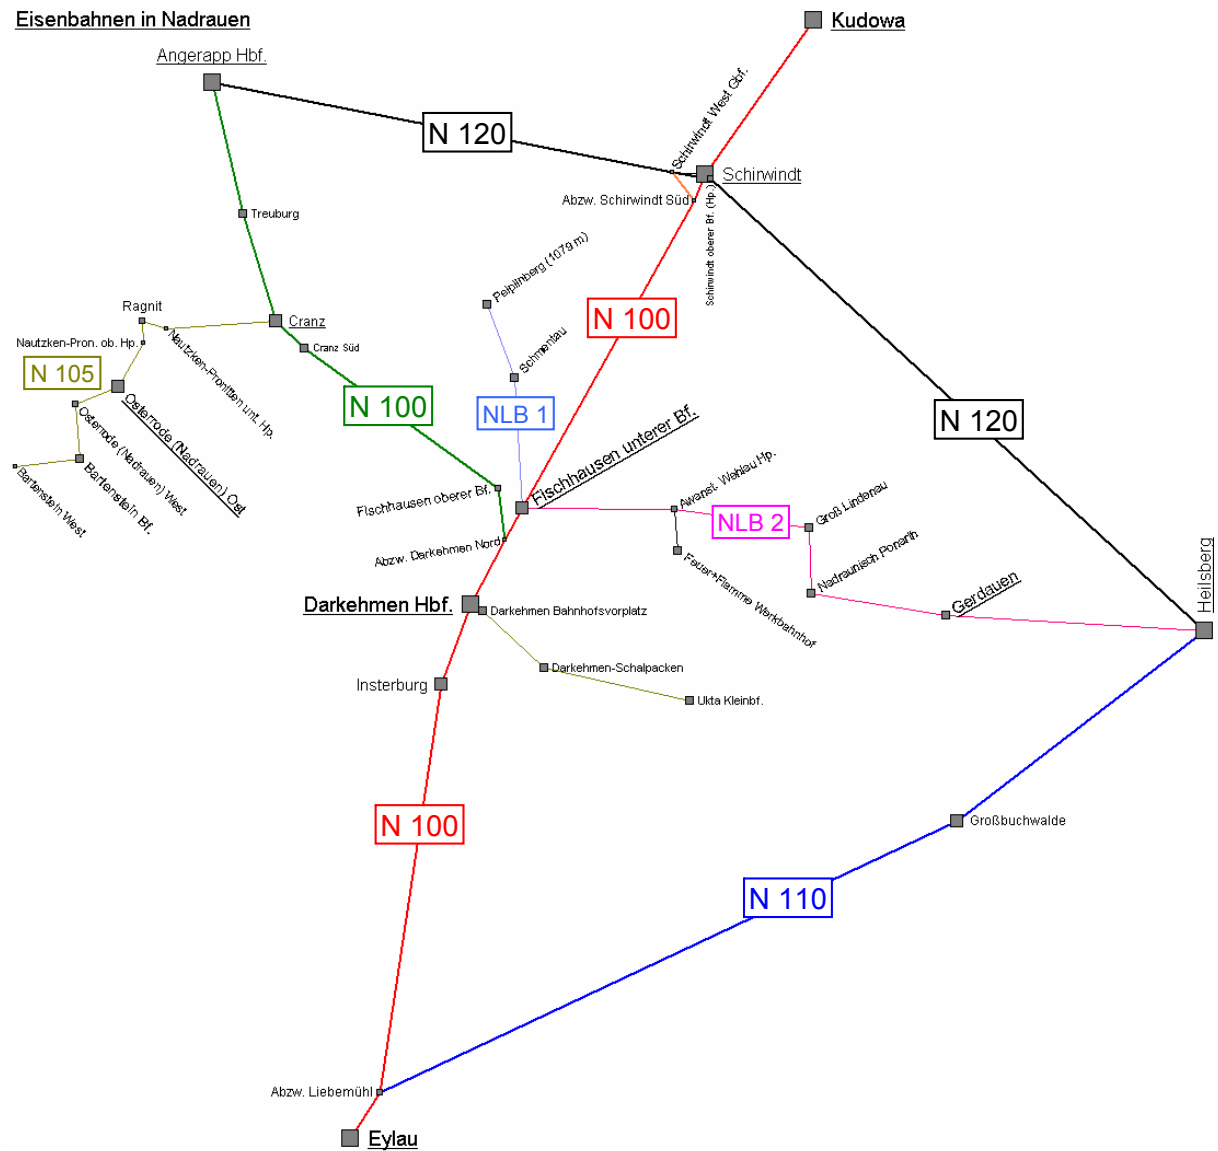 Eisenbahnen in Nadrauen
Kudowa
Angerapp Hbf.
Schirwindt West Gbf.
N 120
Schirwindt
Abzw. Schirwindt Süd
Schirwindt oberer Bf. (Hp.)
Treuburg
Pelplinberg (1079 m)
Ragnit
Cranz
N 100
Nautzken-Pron. ob. Hp.
Nautzken-Pronitten unt. Hp.
Cranz Süd
Schmentau
N 105
N 100
NLB 1
N 120
Osterrode (Nadrauen) Ost
Osterrode (Nadrauen) West
Bartenstein Bf.
Bartenstein West
Fischhausen unterer Bf.
Fischhausen oberer Bf.
Awanst. Wehlau Hp.
NLB 2
Groß Lindenau
Abzw. Darkehmen Nord
Feuer+Flamme Werkbahnhof
Nadraunisch Ponarth
Gerdauen
Heilsberg
Darkehmen Hbf.
Darkehmen Bahnhofsvorplatz
Darkehmen-Schalpacken
Insterburg
Ukta Kleinbf.
N 100
Großbuchwalde
N 110
Abzw. Liebemühl
Eylau